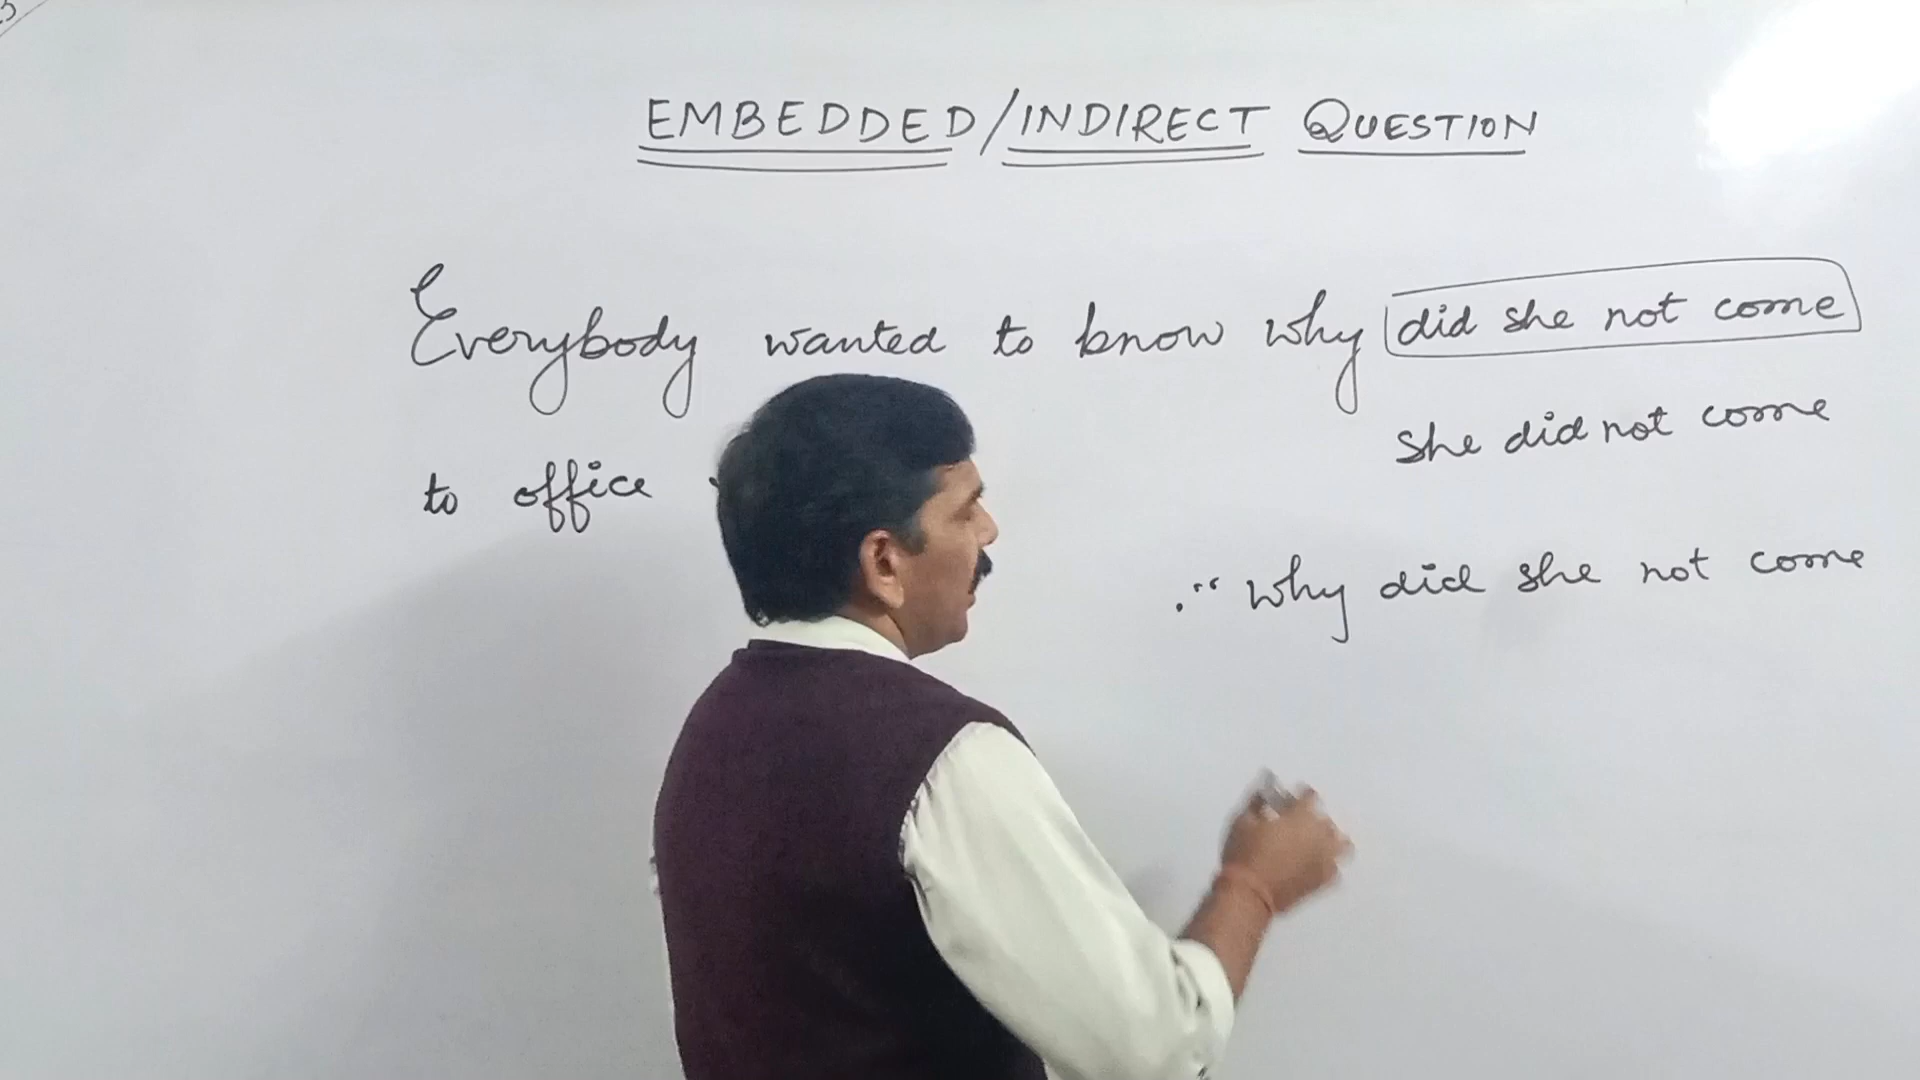 EMBEDDED/INDIRECT QUESTION
Everybody wanted to know why did she not come
She did not come
to office
why did she not come